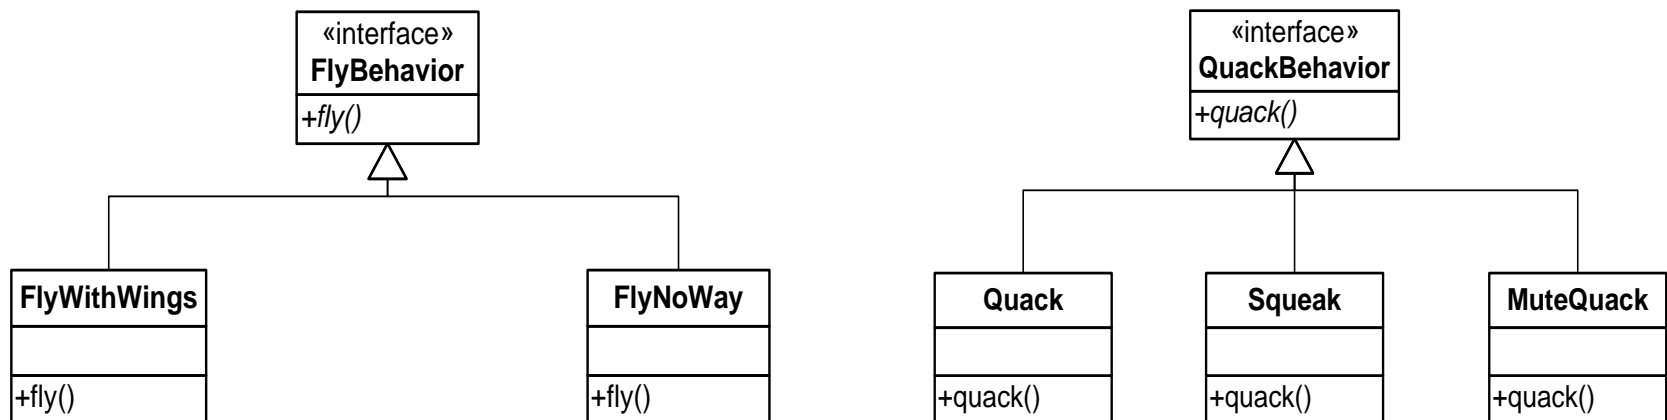 «interface»
FlyBehavior
+fly()
«interface»
QuackBehavior
+quack()
FlyWithWings
+fly()
FlyNoWay
+fly()
Quack
+quack()
Squeak
+quack()
MuteQuack
+quack()